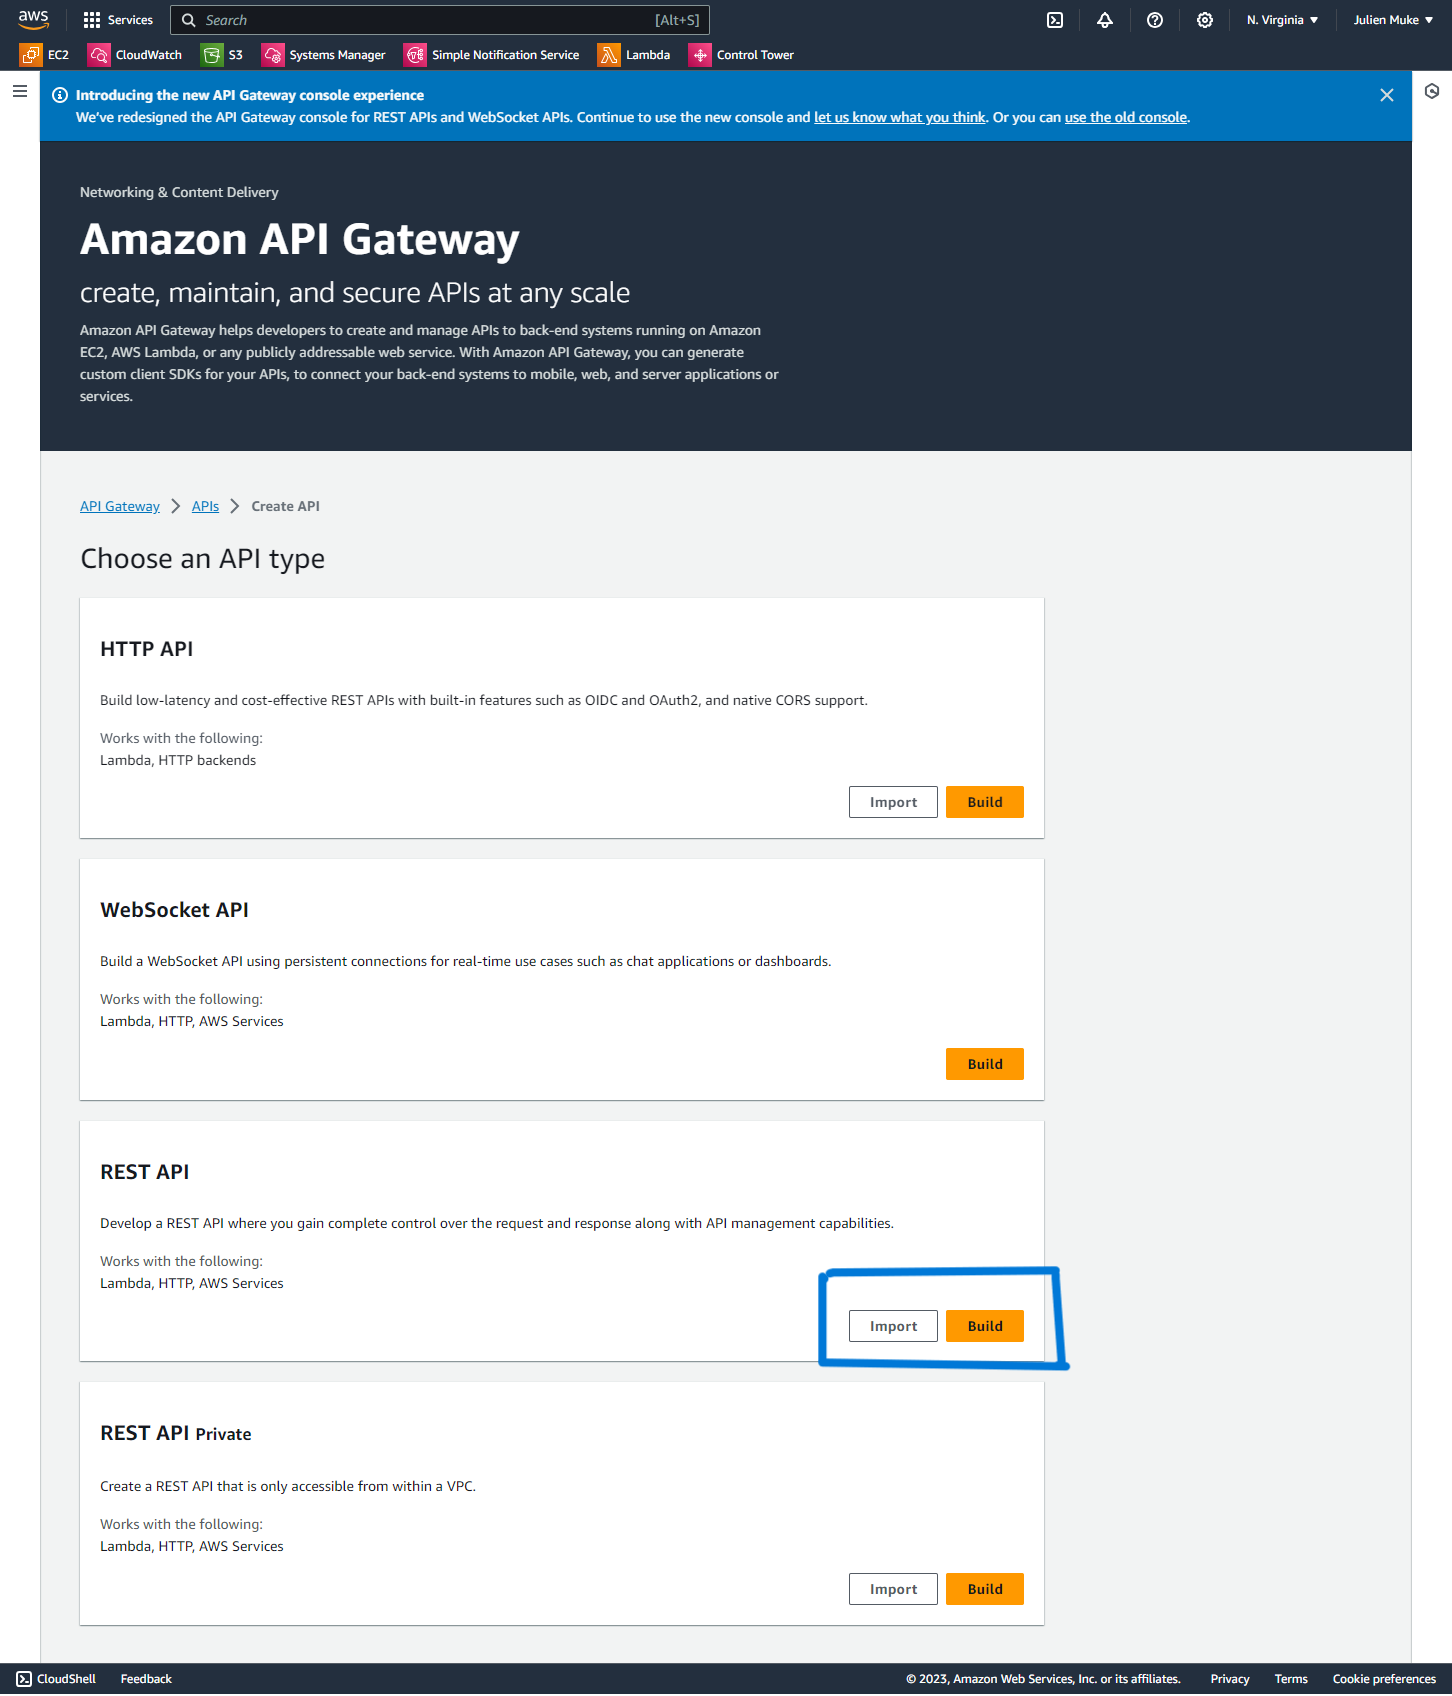 aws Services Search [Alt+S] N. Virginia Julien Muke
EC2 CloudWatch S3 Systems Manager Simple Notification Service Lambda Control Tower
Introducing the new API Gateway console experience
We've redesigned the API Gateway console for REST APIs and WebSocket APIs. Continue to use the new console and let us know what you think. Or you can use the old console.
Networking & Content Delivery
Amazon API Gateway
create, maintain, and secure APIs at any scale
Amazon API Gateway helps developers to create and manage APIs to back-end systems running on Amazon
EC2, AWS Lambda, or any publicly addressable web service. With Amazon API Gateway, you can generate
custom client SDKs for your APIs, to connect your back-end systems to mobile, web, and server applications or
services.
API Gateway APIs Create API
Choose an API type
HTTP API
Build low-latency and cost-effective REST APIs with built-in features such as OIDC and OAuth2, and native CORS support.
Works with the following:
Lambda, HTTP backends
Import Build
WebSocket API
Build a WebSocket API using persistent connections for real-time use cases such as chat applications or dashboards.
Works with the following:
Lambda, HTTP, AWS Services
Build
REST API
Develop a REST API where you gain complete control over the request and response along with API management capabilities.
Works with the following:
Lambda, HTTP, AWS Services
Import Build
REST API Private
Create a REST API that is only accessible from within a VPC.
Works with the following:
Lambda, HTTP, AWS Services
Import Build
CloudShell Feedback © 2023, Amazon Web Services, Inc. or its affiliates. Privacy Terms Cookie preferences